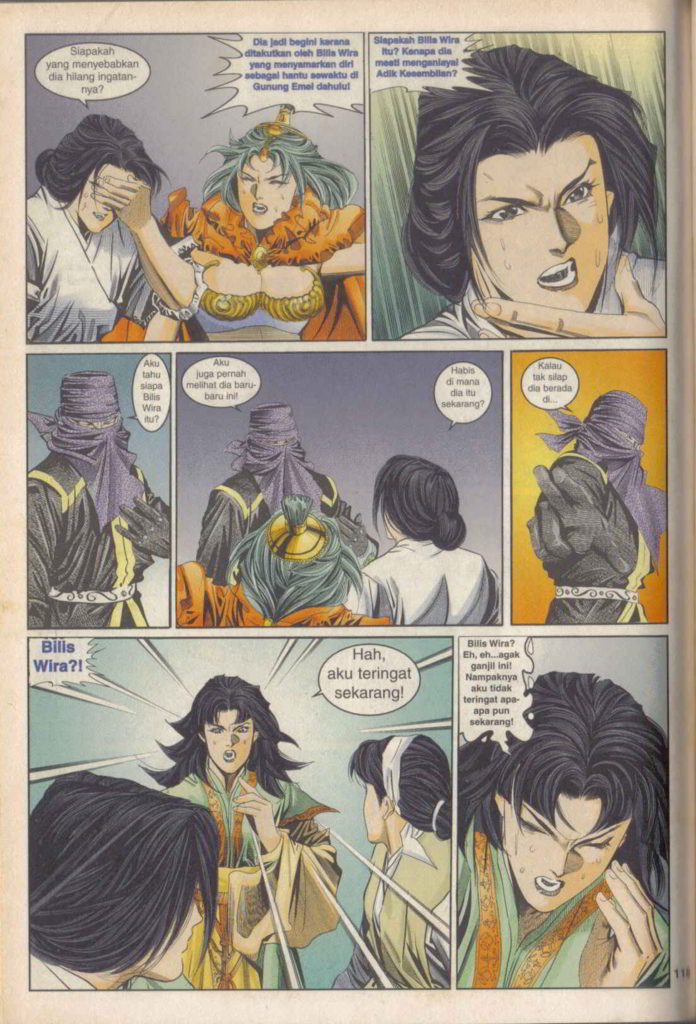 Siapakah
yang menyebabkan
dia hilang ingatan-
nya?
Dia jadi begini kerana
ditakutkan oleh Bilis Wira
yang menyamarkan diri
sebagai hantu sewaktu di
Gunung Emei dahulu!
Siapakah Bilis Wira
itu? Kenapa dia
mesti menganiayai
Adik Kesembilan?
Aku
tahu
siapa
Bilis
Wira
itu?
Aku
juga pernah
melihat dia baru-
baru ini!
Habis
di mana
dia itu
sekarang?
Kalau
tak silap
dia berada
di...
Bilis
Wira?!
Hah,
aku teringat
sekarang!
Bilis Wira?
Eh, eh...agak
ganjil ini!
Nampaknya
aku tidak
teringat apa-
apa pun
sekarang!